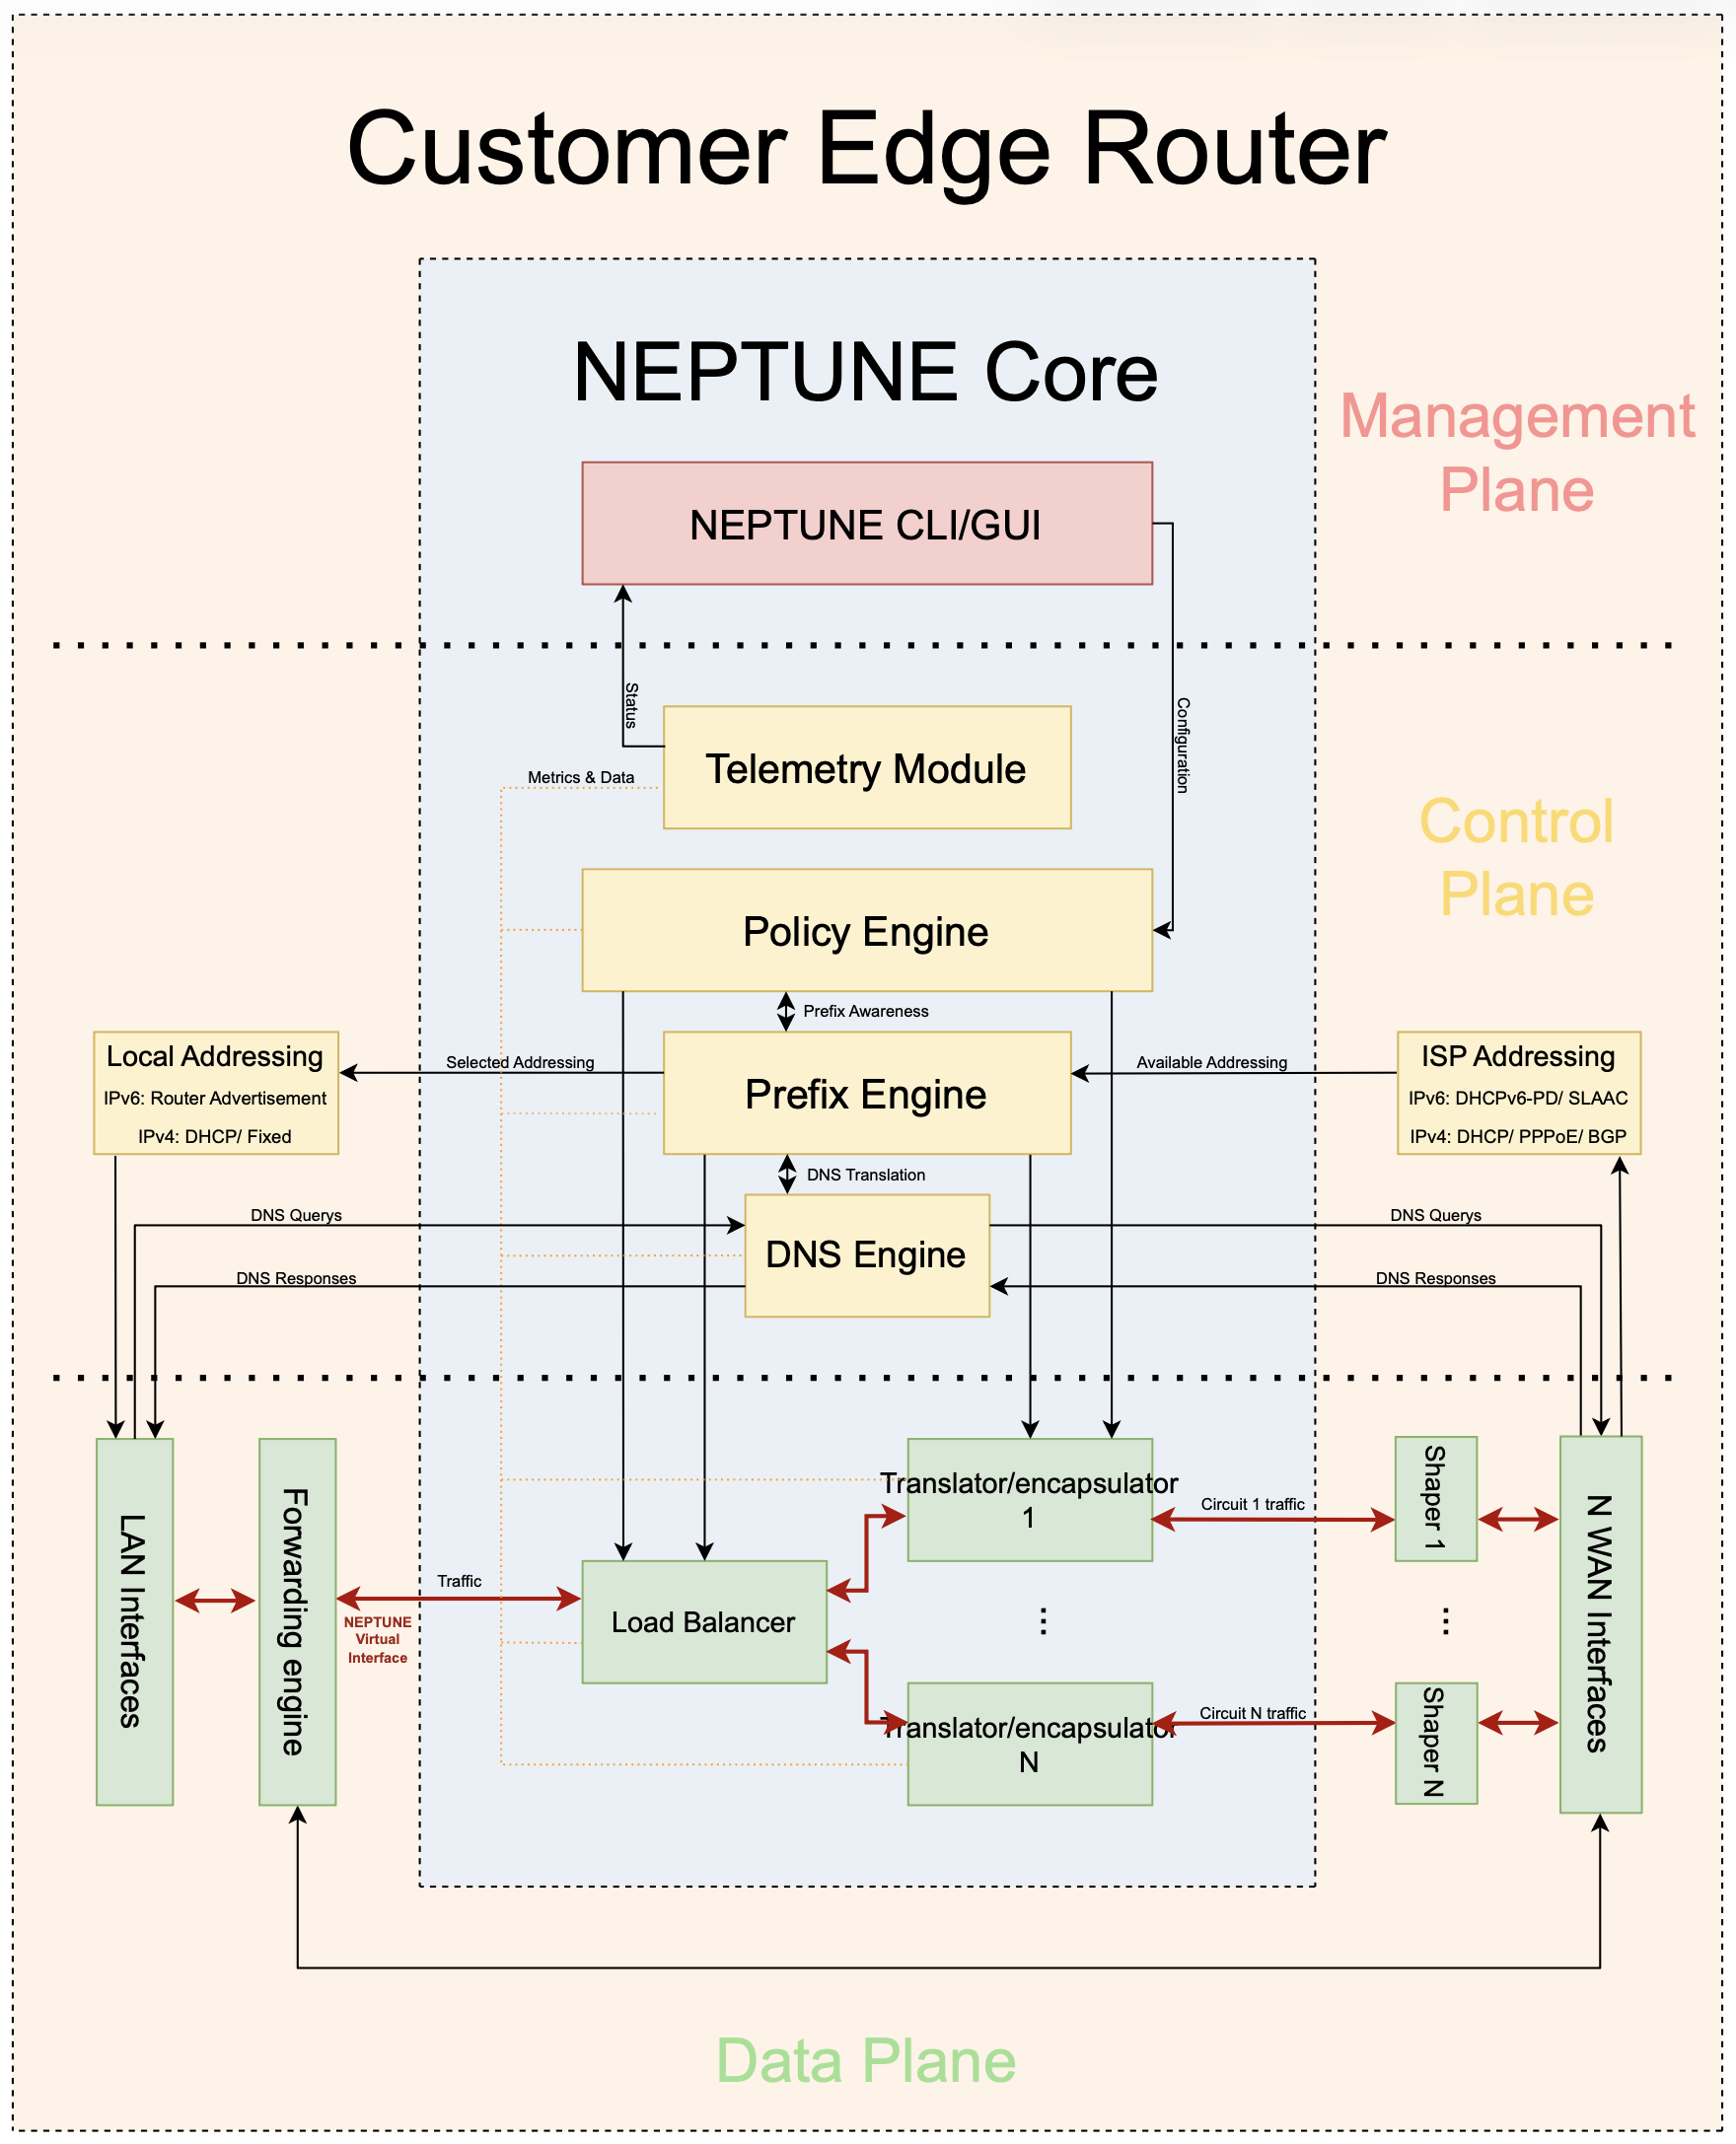 Customer Edge Router
NEPTUNE Core
Management
Plane
NEPTUNE CLI/GUI
Status
Configuration
Telemetry Module
Metrics & Data
Control
Plane
Policy Engine
Prefix Awareness
Local Addressing
IPv6: Router Advertisement
IPv4: DHCP/ Fixed
Selected Addressing
Prefix Engine
Available Addressing
ISP Addressing
IPv6: DHCPv6-PD/ SLAAC
IPv4: DHCP/ PPPoE/ BGP
DNS Translation
DNS Querys
DNS Engine
DNS Querys
DNS Responses
DNS Responses
LAN Interfaces
Forwarding engine
Traffic
NEPTUNE
Virtual
Interface
Load Balancer
Translator/encapsulator
1
...
Translator/encapsulator
N
Circuit 1 traffic
Circuit N traffic
Shaper 1
...
Shaper N
N WAN Interfaces
Data Plane